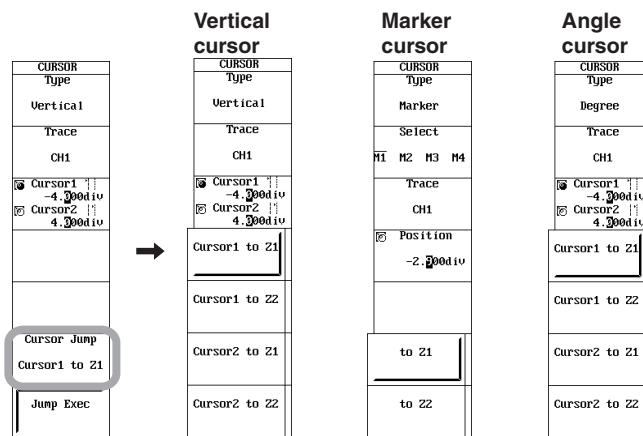 CURSOR
Type
Vertical
Trace
CH1
Cursor1
-4.000div
Cursor2
4.000div
Cursor Jump
Cursor1 to Z1
Jump Exec
Vertical
cursor
CURSOR
Type
Vertical
Trace
CH1
Cursor1
-4.000div
Cursor2
4.000div
Cursor1 to Z1
Cursor1 to Z2
Cursor2 to Z1
Cursor2 to Z2
Marker
cursor
CURSOR
Type
Marker
Select
M1 M2 M3 M4
Trace
CH1
Position
-2.900div
to Z1
to Z2
Angle
cursor
CURSOR
Type
Degree
Trace
CH1
Cursor1
-4.000div
Cursor2
4.000div
Cursor1 to Z1
Cursor1 to Z2
Cursor2 to Z1
Cursor2 to Z2